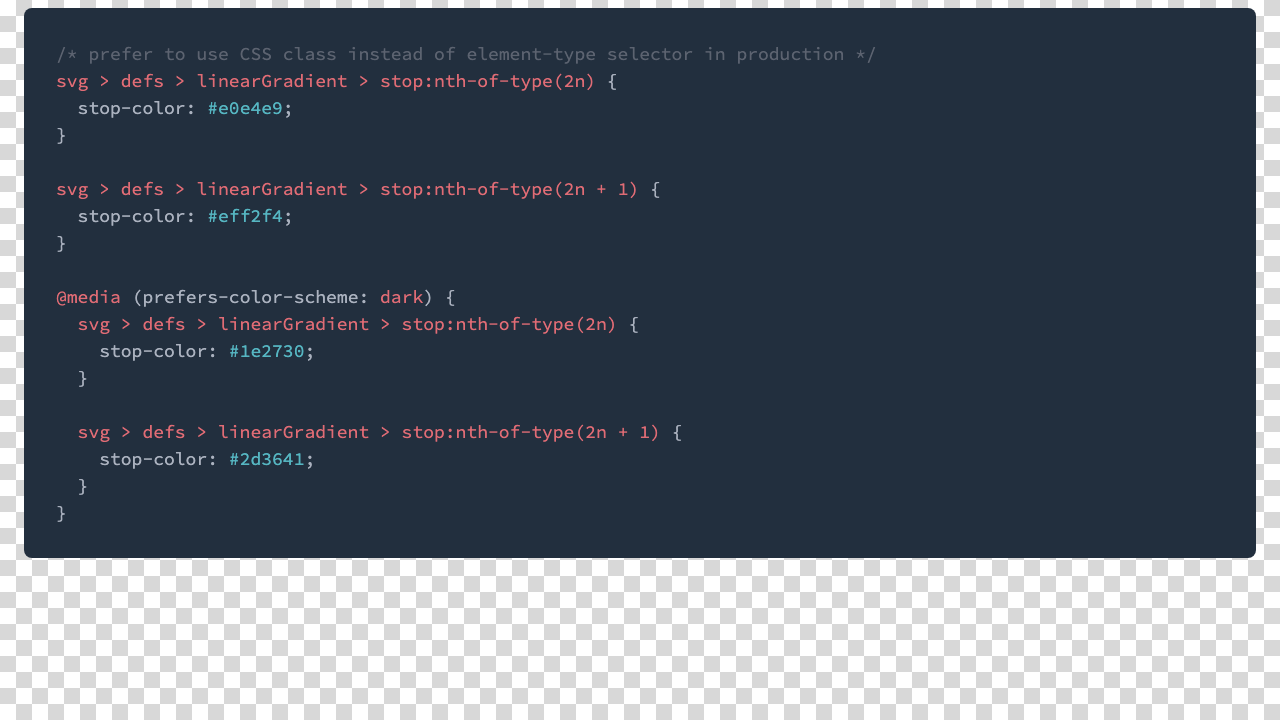 /* prefer to use CSS class instead of element-type selector in production */
svg > defs > linearGradient > stop:nth-of-type(2n) {
  stop-color: #e0e4e9;
}

svg > defs > linearGradient > stop:nth-of-type(2n + 1) {
  stop-color: #eff2f4;
}

@media (prefers-color-scheme: dark) {
  svg > defs > linearGradient > stop:nth-of-type(2n) {
    stop-color: #1e2730;
  }

  svg > defs > linearGradient > stop:nth-of-type(2n + 1) {
    stop-color: #2d3641;
  }
}